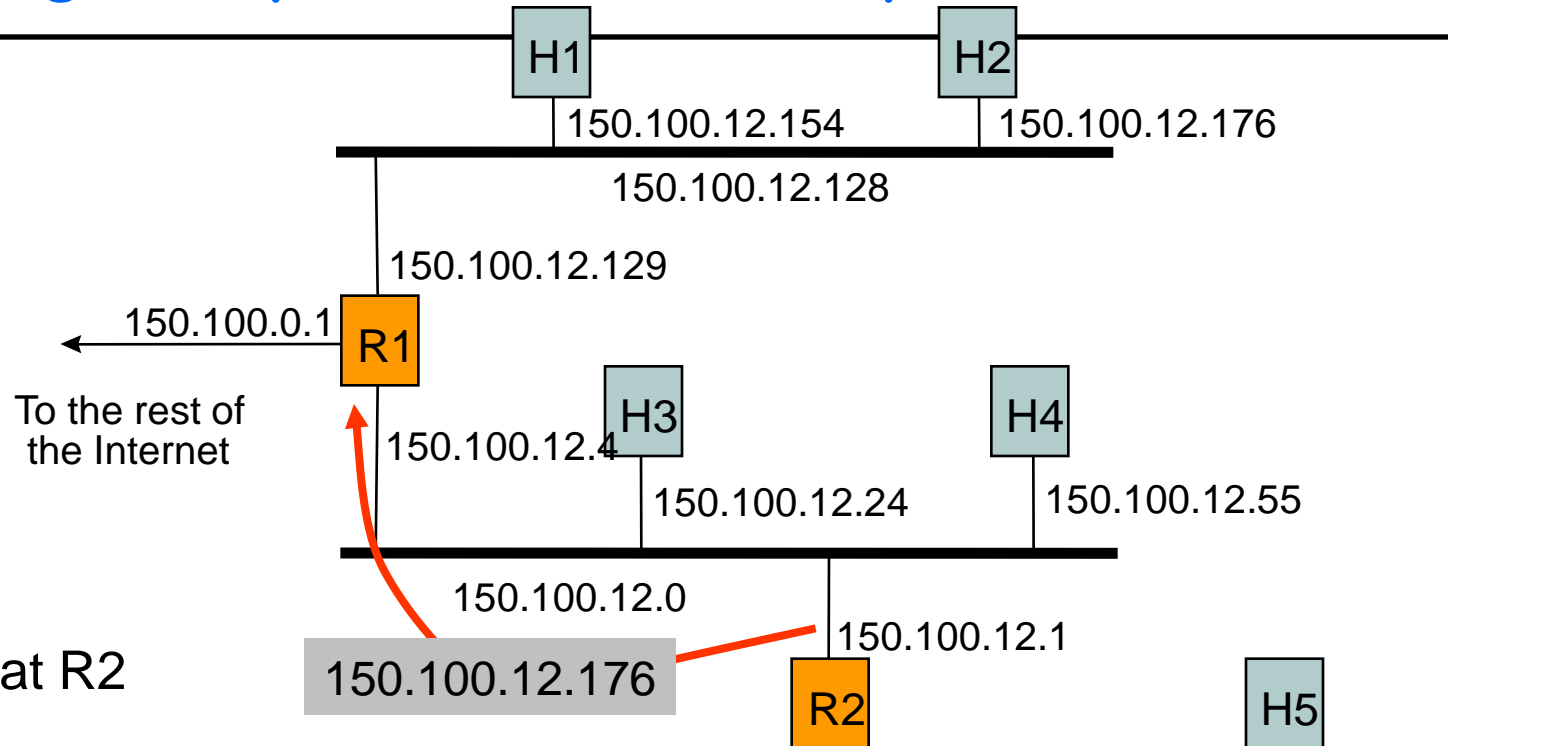 H1
H2
150.100.12.154
150.100.12.176
150.100.12.128
150.100.12.129
150.100.0.1
R1
To the rest of
the Internet
H3
H4
150.100.12.4
150.100.12.24
150.100.12.55
150.100.12.0
150.100.12.1
at R2
150.100.12.176
R2
H5